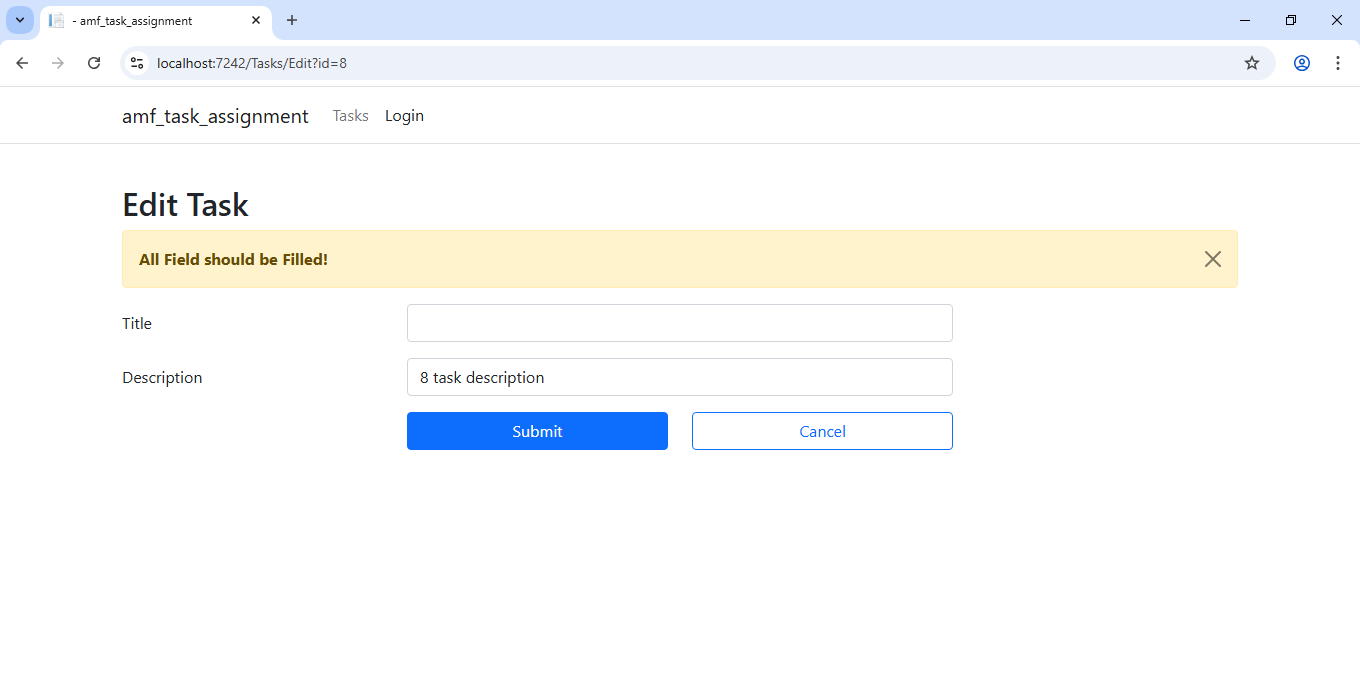 - amf_task_assignment
localhost:7242/Tasks/Edit?id=8
amf_task_assignment Tasks Login
Edit Task
All Field should be Filled!
Title
Description 8 task description
Submit Cancel